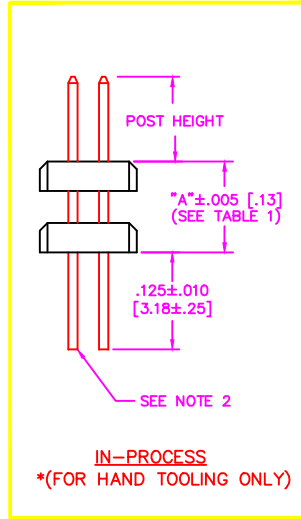 POST HEIGHT
"A"±.005 [.13]
(SEE TABLE 1)
.125±.010
[3.18±.25]
SEE NOTE 2
IN-PROCESS
*(FOR HAND TOOLING ONLY)